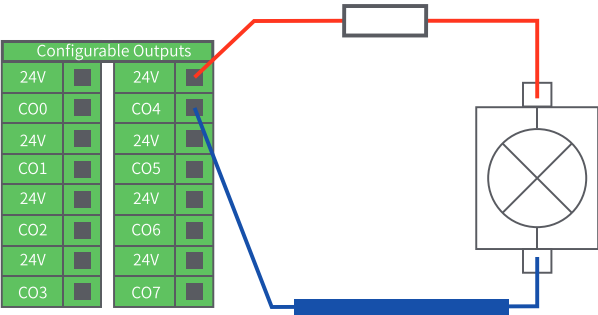 Configurable Outputs
24V 24V
CO0 CO4
24V 24V
CO1 CO5
24V 24V
CO2 CO6
24V 24V
CO3 CO7